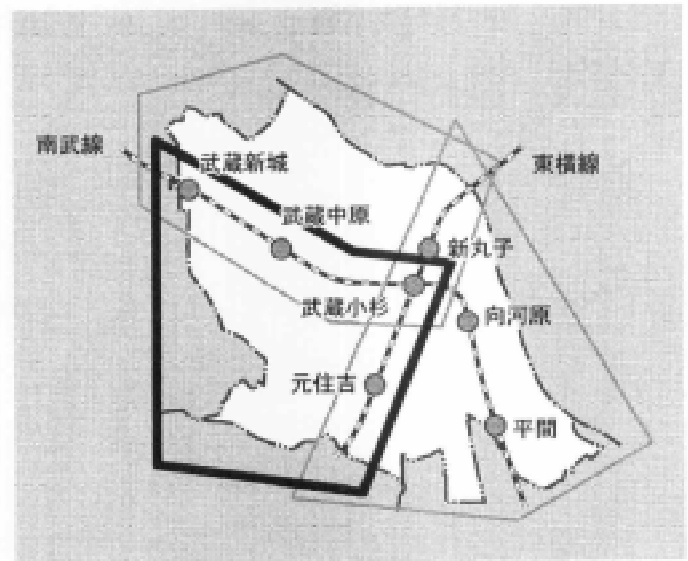 南武線
武蔵新城
東横線
武蔵中原
新丸子
武蔵小杉
向河原
元住吉
平間